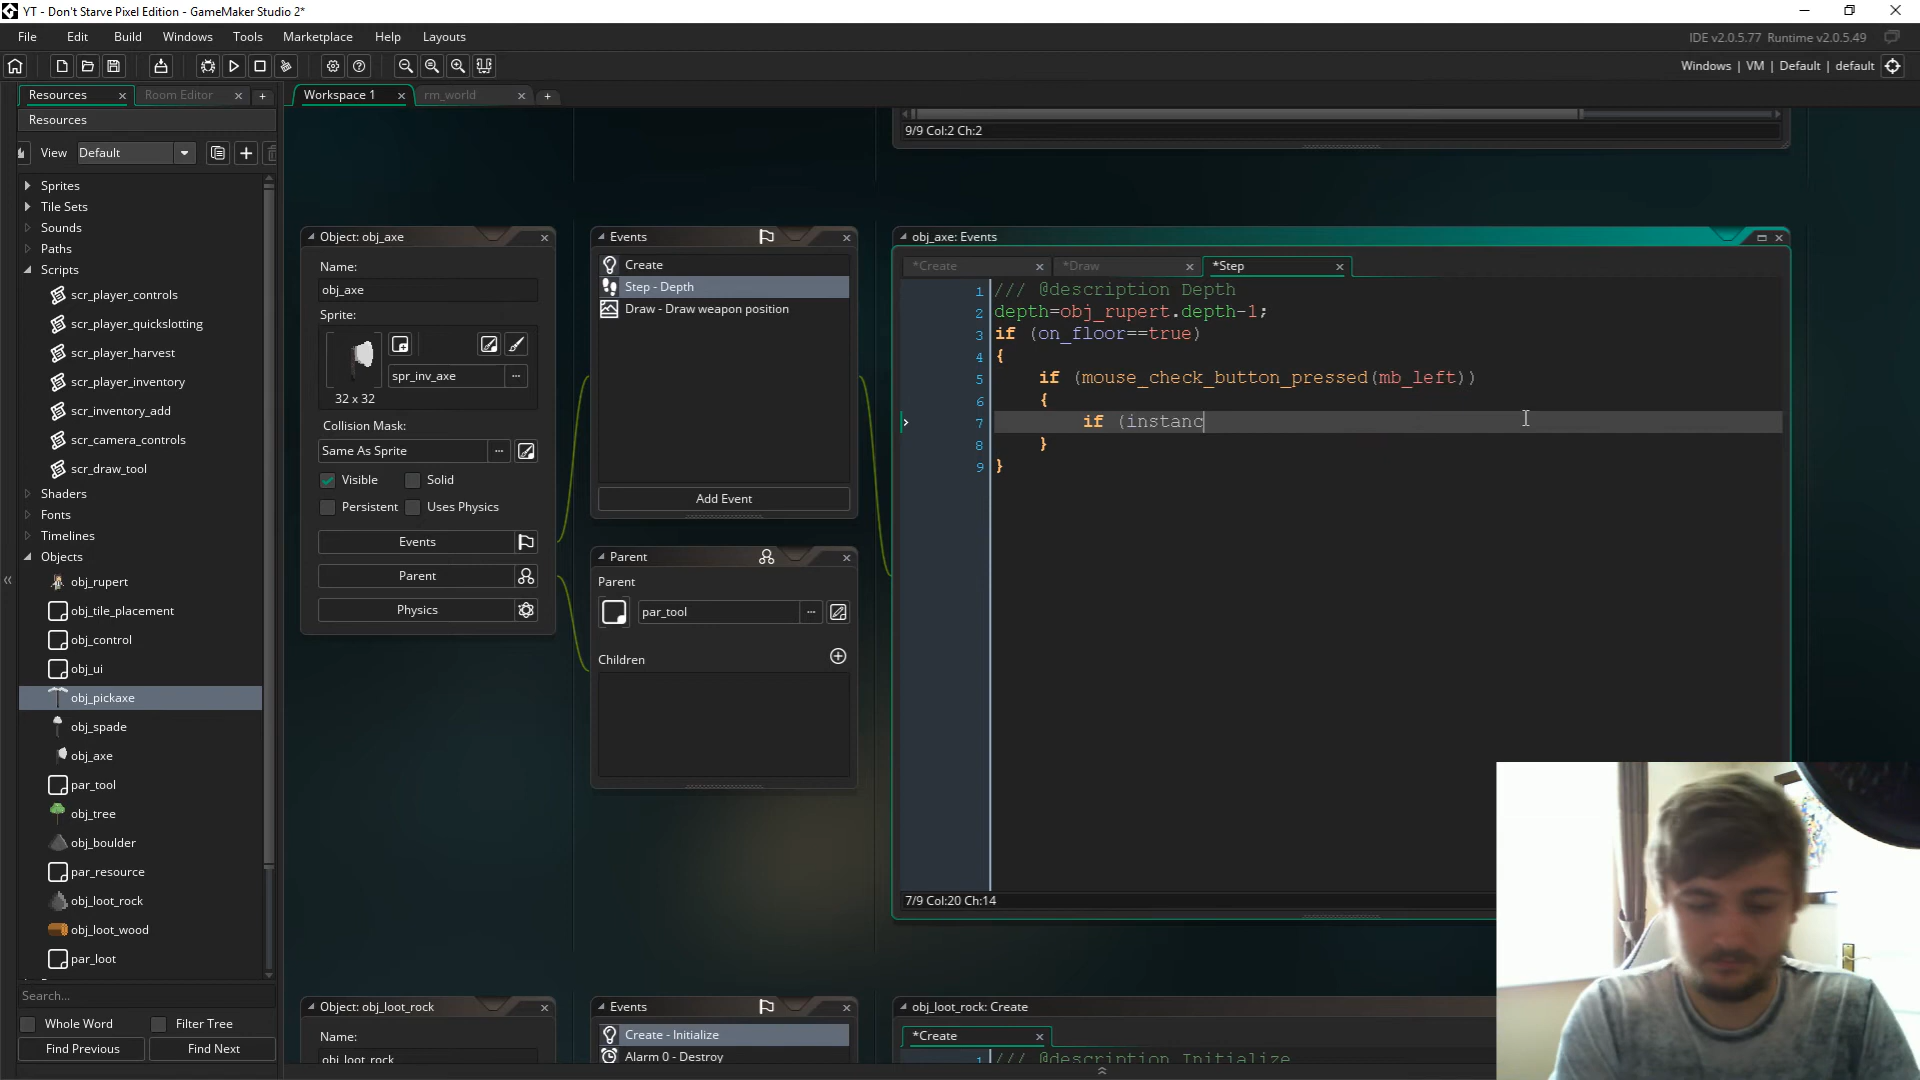 YT - Don't Starve Pixel Edition - GameMaker Studio 2*
File Edit Build Windows Tools Marketplace Help Layouts
IDE v2.0.5.77 Runtime v2.0.5.49
Windows | VM | Default | default
Resources
Room Editor
Workspace 1
rm_world
Resources
View Default
Sprites
Tile Sets
Sounds
Paths
Scripts
scr_player_controls
scr_player_quickslotting
scr_player_harvest
scr_player_inventory
scr_inventory_add
scr_camera_controls
scr_draw_tool
Shaders
Fonts
Timelines
Objects
obj_rupert
obj_tile_placement
obj_control
obj_ui
obj_pickaxe
obj_spade
obj_axe
par_tool
obj_tree
obj_boulder
par_resource
obj_loot_rock
obj_loot_wood
par_loot
Search...
Whole Word
Filter Tree
Find Previous
Find Next
9/9 Col:2 Ch:2
Object: obj_axe
Name:
obj_axe
Sprite:
spr_inv_axe ...
32 x 32
Collision Mask:
Same As Sprite ...
Visible
Solid
Persistent
Uses Physics
Events
Parent
Physics
Events
Create
Step - Depth
Draw - Draw weapon position
Add Event
Parent
Parent
par_tool ...
Children
obj_axe: Events
*Create
*Draw
*Step
1 /// @description Depth
2 depth=obj_rupert.depth-1;
3 if (on_floor==true)
4 {
5 if (mouse_check_button_pressed(mb_left))
6 {
7 if (instanc
8 }
9 }
7/9 Col:20 Ch:14
Object: obj_loot_rock
Name:
obj_loot_rock
Events
Create - Initialize
Alarm 0 - Destroy
obj_loot_rock: Create
*Create
1 /// @description Initialize